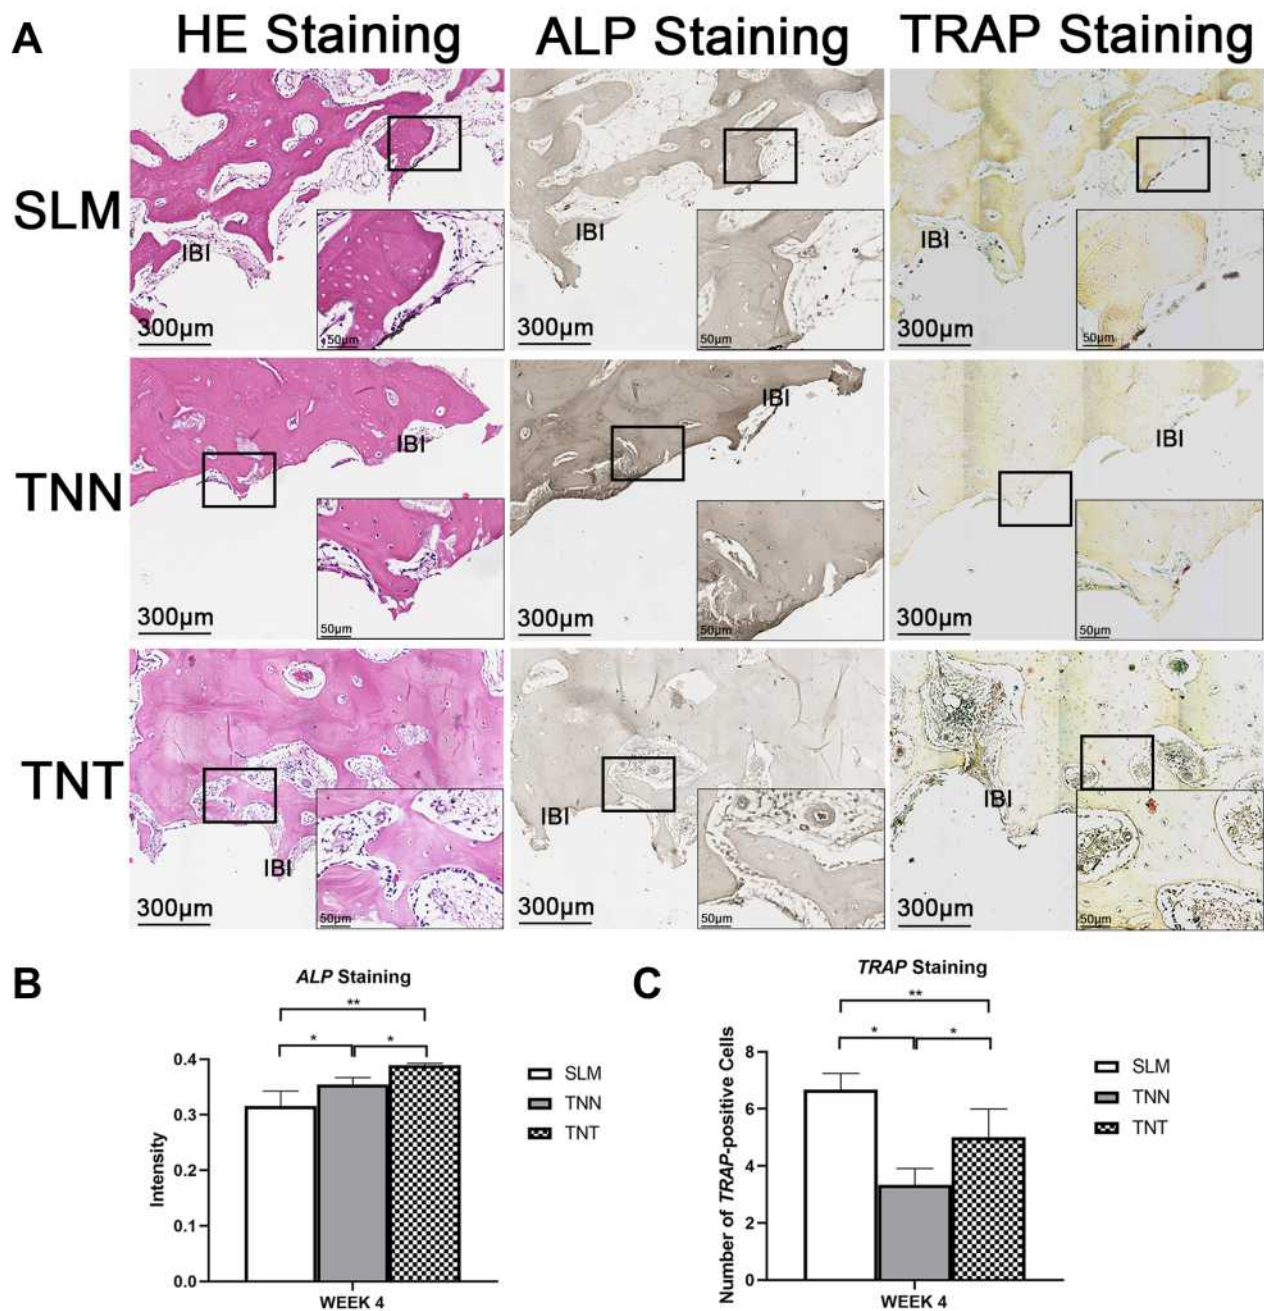 A
HE Staining
ALP Staining
TRAP Staining
SLM
IBI
300μm
50μm
IBI
300μm
50μm
IBI
300μm
50μm
TNN
IBI
300μm
50μm
IBI
300μm
50μm
IBI
300μm
50μm
TNT
IBI
300μm
50μm
IBI
300μm
50μm
IBI
300μm
50μm
B
ALP Staining
**
*
*
Intensity
0.4
0.3
0.2
0.1
0.0
WEEK 4
SLM
TNN
TNT
C
TRAP Staining
**
*
*
Number of TRAP-positive Cells
8
6
4
2
0
WEEK 4
SLM
TNN
TNT